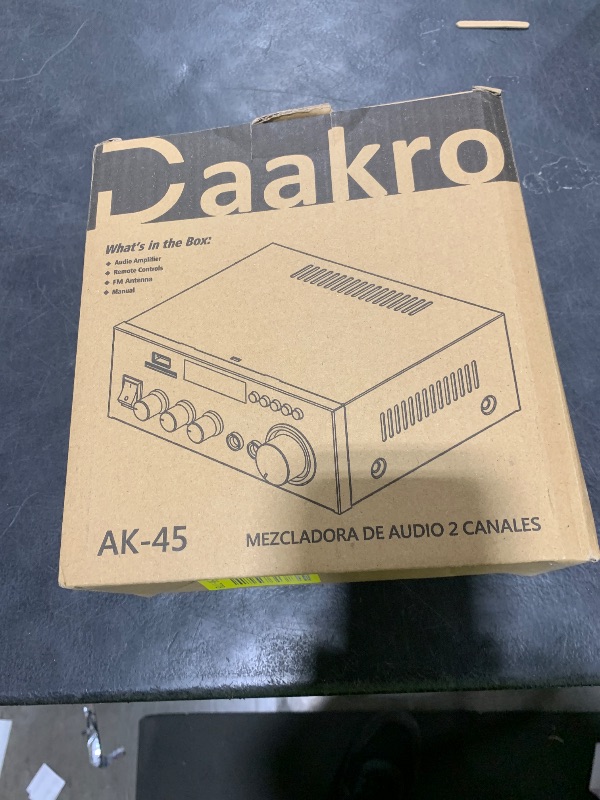 Daakro
What's in the Box:
◆ Audio Amplifier
◆ Remote Controls
◆ FM Antenna
◆ Manual
AK-45
MEZCLADORA DE AUDIO 2 CANALES